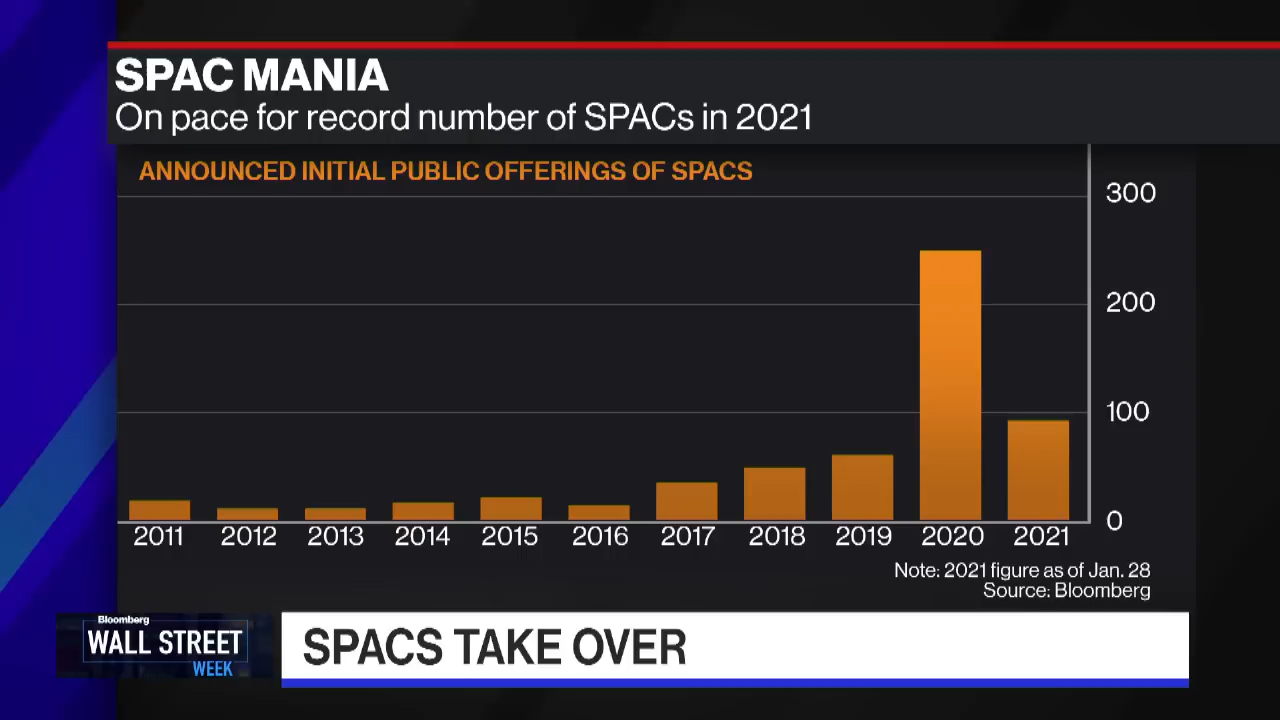 SPAC MANIA
On pace for record number of SPACs in 2021
ANNOUNCED INITIAL PUBLIC OFFERINGS OF SPACS
300
200
100
0
2011 2012 2013 2014 2015 2016 2017 2018 2019 2020 2021
Note: 2021 figure as of Jan. 28
Source: Bloomberg
Bloomberg
WALL STREET
WEEK
SPACS TAKE OVER